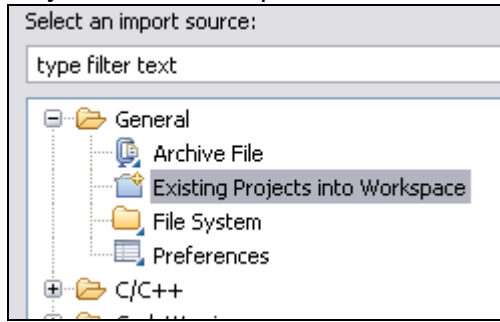 Select an import source:
type filter text
General
Archive File
Existing Projects into Workspace
File System
Preferences
C/C++